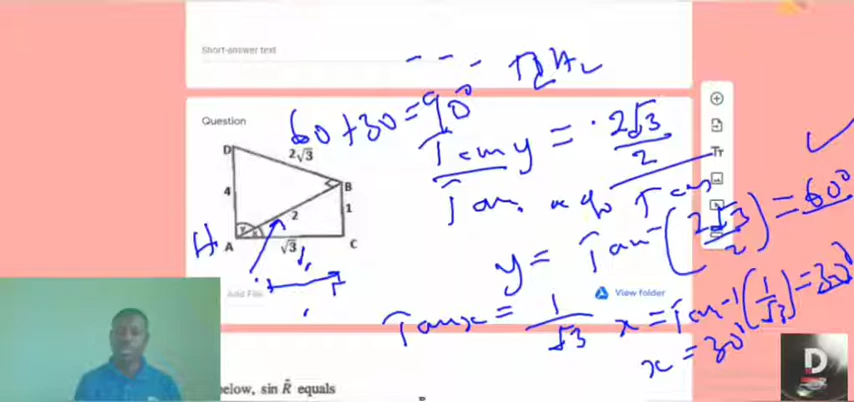 Short-answer text
Question
60 + 30 = 90°
D
2√3
B
4
2
1
y
x
A
√3
C
Tan y = 2√3/2
y = Tan⁻¹(2√3/2) = 60°
Tan x = 1/√3
x = Tan⁻¹(1/√3) = 30°
x = 30°
Add File
View folder
below, sin R̂ equals
Tт
D